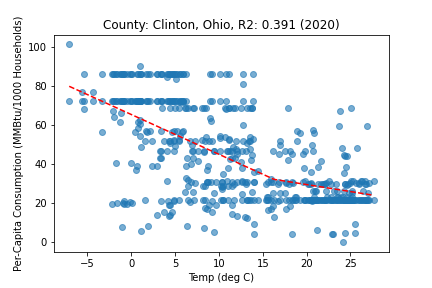 County: Clinton, Ohio, R2: 0.391 (2020)
Per-Capita Consumption (MMBtu/1000 Households)
100
80
60
40
20
0
−5 0 5 10 15 20 25
Temp (deg C)